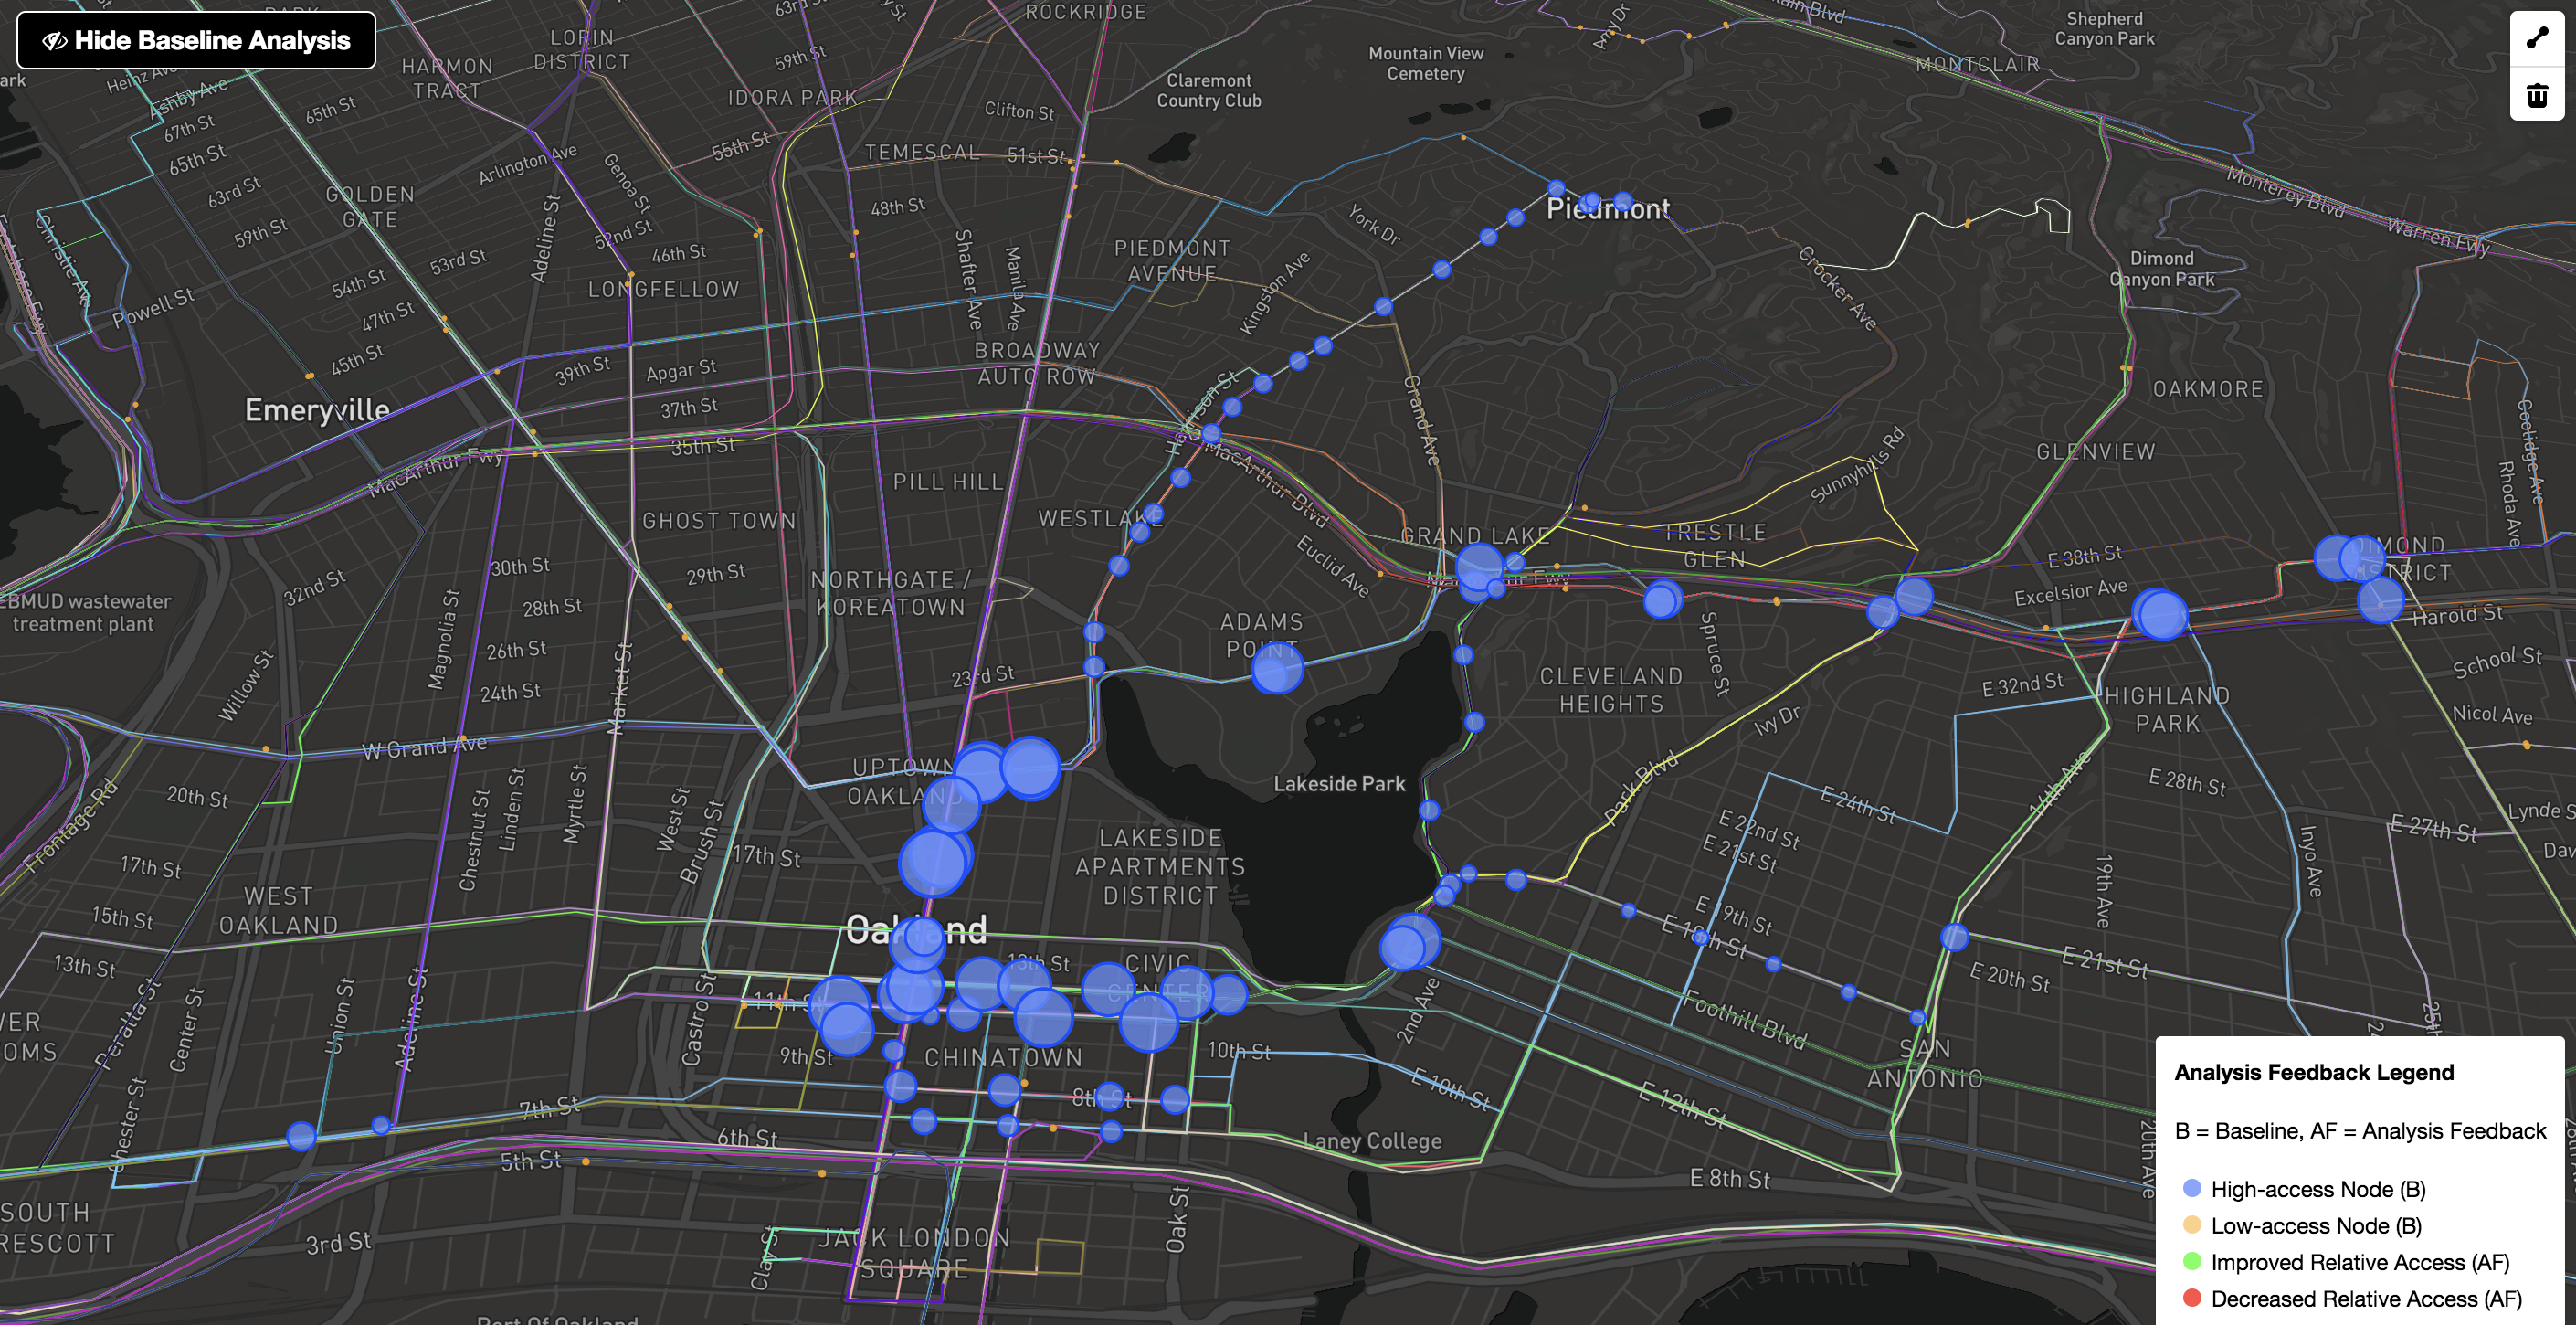 Hide Baseline Analysis
ROCKRIDGE
63rd St
Shepherd
Canyon Park
LORIN
DISTRICT
Amy Dr
59th St
Mountain View
Cemetery
HARMON
TRACT
MONTCLAIR
Heinz Ave
Ashby Ave
IDORA PARK
Claremont
Country Club
65th St
Clifton St
67th St
55th St
TEMESCAL
51st St
65th St
Arlington Ave
Genoa St
63rd St
GOLDEN
GATE
Monterey Blvd
48th St
Piedmont
York Dr
59th St
Christie Ave
Adeline St
52nd St
46th St
Shafter Ave
Manila Ave
PIEDMONT
AVENUE
Warren Fwy
53rd St
54th St
LONGFELLOW
Kingston Ave
Crocker Ave
Dimond
Canyon Park
Powell St
47th St
45th St
39th St
Apgar St
BROADWAY
AUTO ROW
37th St
Emeryville
Harrison St
Grand Ave
OAKMORE
Coolidge Ave
35th St
MacArthur Fwy
MacArthur Blvd
GLENVIEW
Sunnyhills Rd
PILL HILL
Rhoda Ave
GHOST TOWN
WESTLAKE
GRAND LAKE
TRESTLE
GLEN
30th St
29th St
32nd St
NORTHGATE /
KOREATOWN
Euclid Ave
MacArthur Fwy
E 38th St
DIMOND
DISTRICT
EBMUD wastewater
treatment plant
28th St
Magnolia St
ADAMS
POINT
Spruce St
Excelsior Ave
Harold St
26th St
24th St
Willow St
Market St
23rd St
CLEVELAND
HEIGHTS
E 32nd St
HIGHLAND
PARK
School St
Nicol Ave
Ivy Dr
W Grand Ave
UPTOWN
OAKLAND
Lakeside Park
Park Blvd
E 24th St
14th Ave
E 28th St
20th St
Frontage Rd
Chestnut St
Linden St
Myrtle St
West St
Brush St
17th St
LAKESIDE
APARTMENTS
DISTRICT
E 22nd St
E 21st St
E 27th St
Inyo Ave
17th St
WEST
OAKLAND
19th Ave
15th St
Oakland
E 19th St
E 18th St
13th St
13th St
CIVIC
CENTER
E 21st St
E 20th St
Peralta St
Center St
Union St
Adeline St
Castro St
11th St
2nd Ave
Foothill Blvd
9th St
CHINATOWN
10th St
SAN
ANTONIO
Chester St
8th St
E 10th St
E 12th St
7th St
6th St
Laney College
5th St
E 8th St
20th Ave
Oak St
3rd St
Clay St
JACK LONDON
SQUARE
Port Of Oakland
Analysis Feedback Legend
B = Baseline, AF = Analysis Feedback
High-access Node (B)
Low-access Node (B)
Improved Relative Access (AF)
Decreased Relative Access (AF)